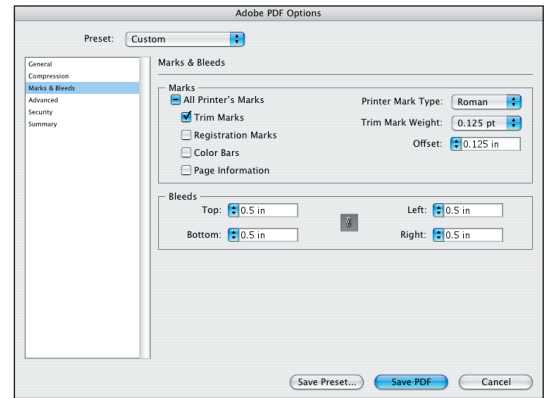 Adobe PDF Options
Preset: Custom
General
Compression
Marks & Bleeds
Advanced
Security
Summary
Marks & Bleeds
Marks
All Printer's Marks
Trim Marks
Registration Marks
Color Bars
Page Information
Printer Mark Type: Roman
Trim Mark Weight: 0.125 pt
Offset: 0.125 in
Bleeds
Top: 0.5 in Left: 0.5 in
Bottom: 0.5 in Right: 0.5 in
Save Preset... Save PDF Cancel